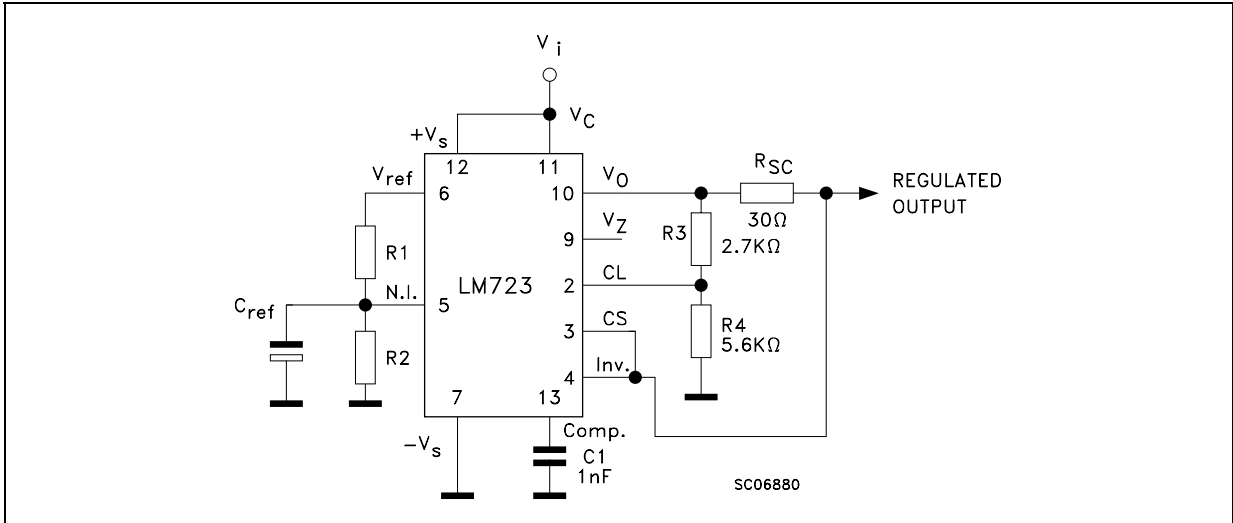 V i
V C
+V s
12
11
R SC
V ref
V O
REGULATED
OUTPUT
6
10
30Ω
V Z
R3
2.7KΩ
R1
9
LM723
CL
N.I.
2
C ref
5
CS
3
R4
5.6KΩ
R2
Inv.
4
7
13
Comp.
-V s
C1
1nF
SC06880